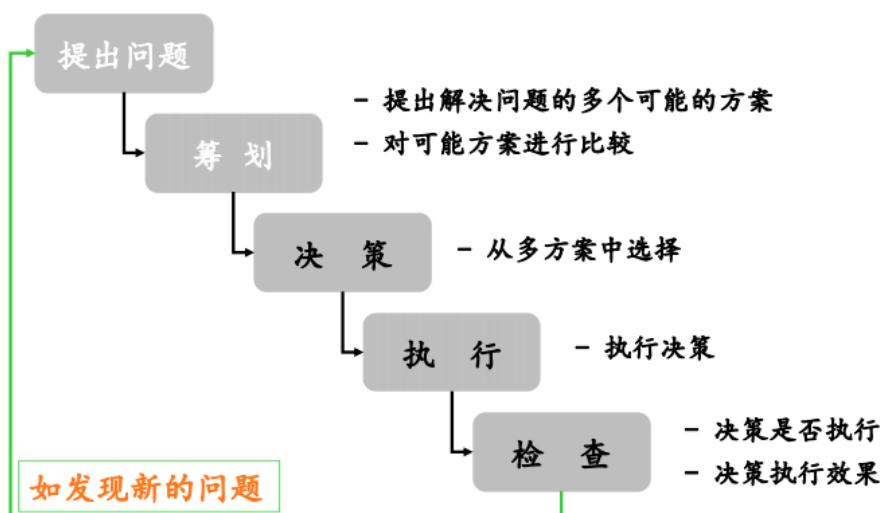 提出问题
- 提出解决问题的多个可能的方案
筹 划
- 对可能方案进行比较
决 策
- 从多方案中选择
执 行
- 执行决策
检 查
- 决策是否执行
- 决策执行效果
如发现新的问题